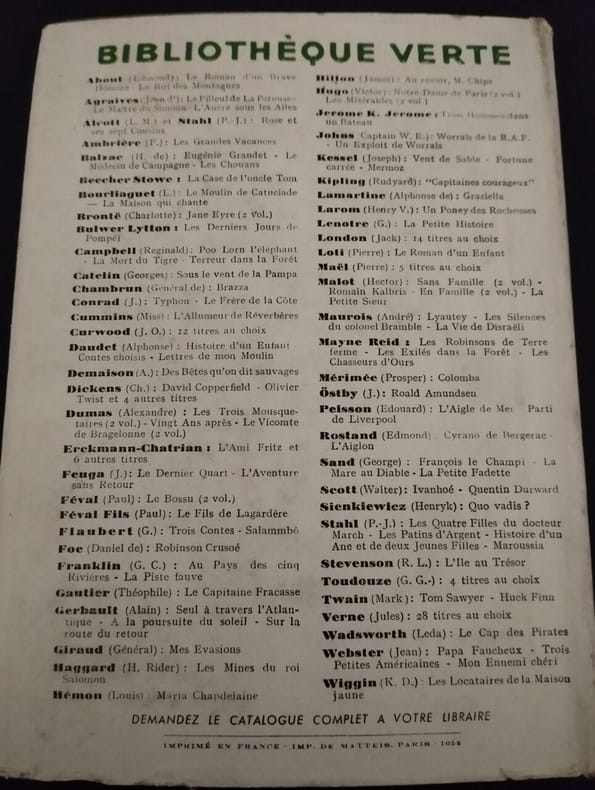 BIBLIOTHÈQUE VERTE
About (Edmond) : Le Roman d'un Brave
Homme - Le Roi des Montagnes
Agraives (Jean d') : Le Filleul de La Pérouse -
Le Maître du Simoun - L'Aucre sous les Ailes
Alcott (L. M.) et Stahl (P.-J.) : Rose et
ses sept Cousins
Ambrière (F.) : Les Grandes Vacances
Balzac (H. de) : Eugénie Grandet - Le
Médecin de Campagne - Les Chouans
Beecher Stowe : La Case de l'oncle Tom
Bourliaguet (L.) : Le Moulin de Catuclade
— La Maison qui chante
Brontë (Charlotte) : Jane Eyre (2 vol.)
Bulwer Lytton : Les Derniers Jours de
Pompéi
Campbell (Reginald) : Poo Lorn l'éléphant
- La Mort du Tigre - Terreur dans la Forêt
Catelin (Georges) : Sous le vent de la Pampa
Chambrun (Général de) : Brazza
Conrad (J.) : Typhon - Le Frère de la Côte
Cummins (Miss) : L'Allumeur de Réverbères
Curwood (J. O.) : 12 titres au choix
Daudet (Alphonse) : Histoire d'un Enfant -
Contes choisis - Lettres de mon Moulin
Demaison (A.) : Des Bêtes qu'on dit sauvages
Dickens (Ch.) : David Copperfield - Olivier
Twist et 4 autres titres
Dumas (Alexandre) : Les Trois Mousque-
taires (2 vol.) - Vingt Ans après - Le Vicomte
de Bragelonne (2 vol.)
Erckmann-Chatrian : L'Ami Fritz et
6 autres titres
Feuga (J.) : Le Dernier Quart - L'Aventure
sans Retour
Féval (Paul) : Le Bossu (2 vol.)
Féval Fils (Paul) : Le Fils de Lagardère
Flaubert (G.) : Trois Contes - Salammbô
Foe (Daniel de) : Robinson Crusoé
Franklin (G. C.) : Au Pays des cinq
Rivières - La Piste fauve
Gautier (Théophile) : Le Capitaine Fracasse
Gerbault (Alain) : Seul à travers l'Atlan-
tique - A la poursuite du soleil - Sur la
route du retour
Giraud (Général) : Mes Evasions
Haggard (H. Rider) : Les Mines du roi
Salomon
Hémon (Louis) : Maria Chapdelaine
Hilton (James) : Au revoir, M. Chips
Hugo (Victor) : Notre-Dame de Paris (2 vol.)
Les Misérables (2 vol.)
Jerome K. Jerome : Trois Hommes dans
un Bateau
Johns (Captain W. E.) : Worrals de la R.A.F.
- Un Exploit de Worrals
Kessel (Joseph) : Vent de Sable - Fortune
carrée - Mermoz
Kipling (Rudyard) : "Capitaines courageux"
Lamartine (Alphonse de) : Graziella
Larom (Henry V.) : Un Poney des Rocheuses
Lenotre (G.) : La Petite Histoire
London (Jack) : 14 titres au choix
Loti (Pierre) : Le Roman d'un Enfant
Maël (Pierre) : 5 titres au choix
Malot (Hector) : Sans Famille (2 vol.) -
Romain Kalbris - En Famille (2 vol.) - La
Petite Sœur
Maurois (André) : Lyautey - Les Silences
du colonel Bramble - La Vie de Disraëli
Mayne Reid : Les Robinsons de Terre
ferme - Les Exilés dans la Forêt - Les
Chasseurs d'Ours
Mérimée (Prosper) : Colomba
Östby (J.) : Roald Amundsen
Peisson (Edouard) : L'Aigle de Mer Parti
de Liverpool
Rostand (Edmond) : Cyrano de Bergerac -
L'Aiglon
Sand (George) : François le Champi - La
Mare au Diable - La Petite Fadette
Scott (Walter) : Ivanhoé - Quentin Durward
Sienkiewicz (Henryk) : Quo vadis ?
Stahl (P.-J.) : Les Quatre Filles du docteur
March - Les Patins d'Argent - Histoire d'un
Ane et de deux Jeunes Filles - Maroussia
Stevenson (R. L.) : L'Ile au Trésor
Toudouze (G. G.-) : 4 titres au choix
Twain (Mark) : Tom Sawyer - Huck Finn
Verne (Jules) : 28 titres au choix
Wadsworth (Leda) : Le Cap des Pirates
Webster (Jean) : Papa Faucheux - Trois
Petites Américaines - Mon Ennemi chéri
Wiggin (K. D.) : Les Locataires de la Maison
jaune
DEMANDEZ LE CATALOGUE COMPLET A VOTRE LIBRAIRE
IMPRIMÉ EN FRANCE - IMP. DE MATTEIS, PARIS - 1058